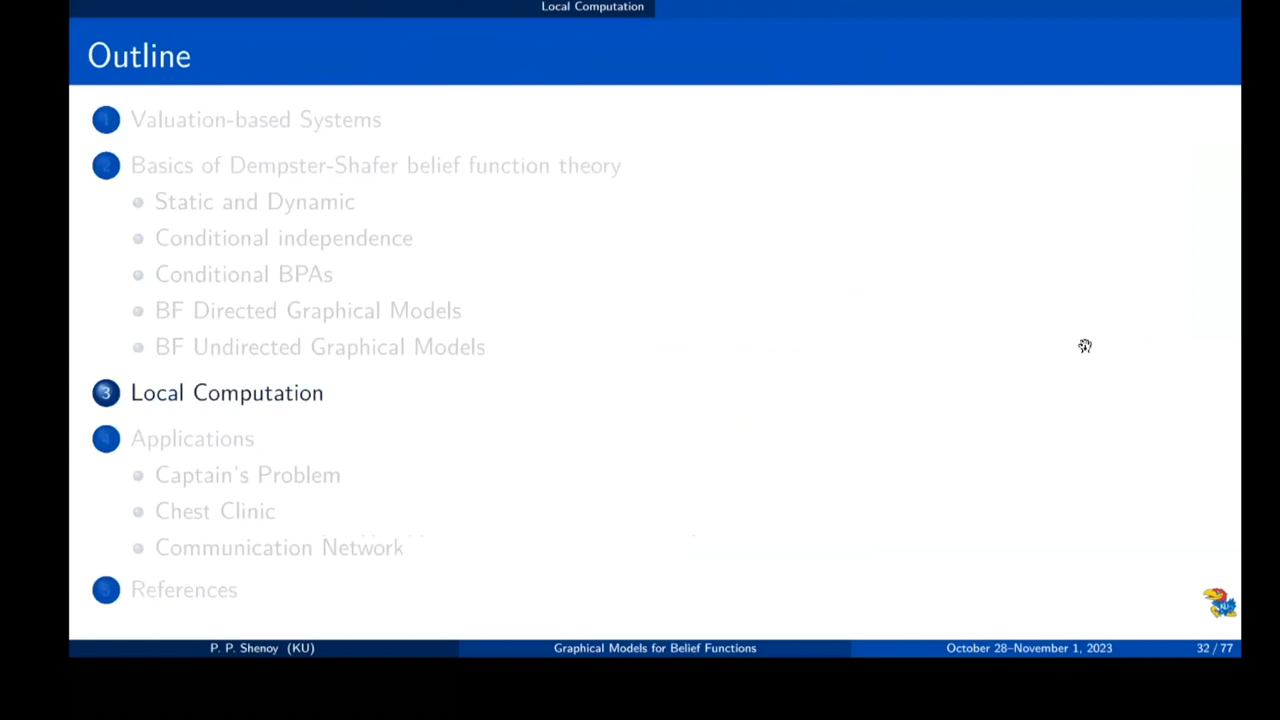 Local Computation
Outline
1 Valuation-based Systems
2 Basics of Dempster-Shafer belief function theory
Static and Dynamic
Conditional independence
Conditional BPAs
BF Directed Graphical Models
BF Undirected Graphical Models
3 Local Computation
4 Applications
Captain's Problem
Chest Clinic
Communication Network
5 References
KU
P. P. Shenoy (KU) Graphical Models for Belief Functions October 28–November 1, 2023 32 / 77